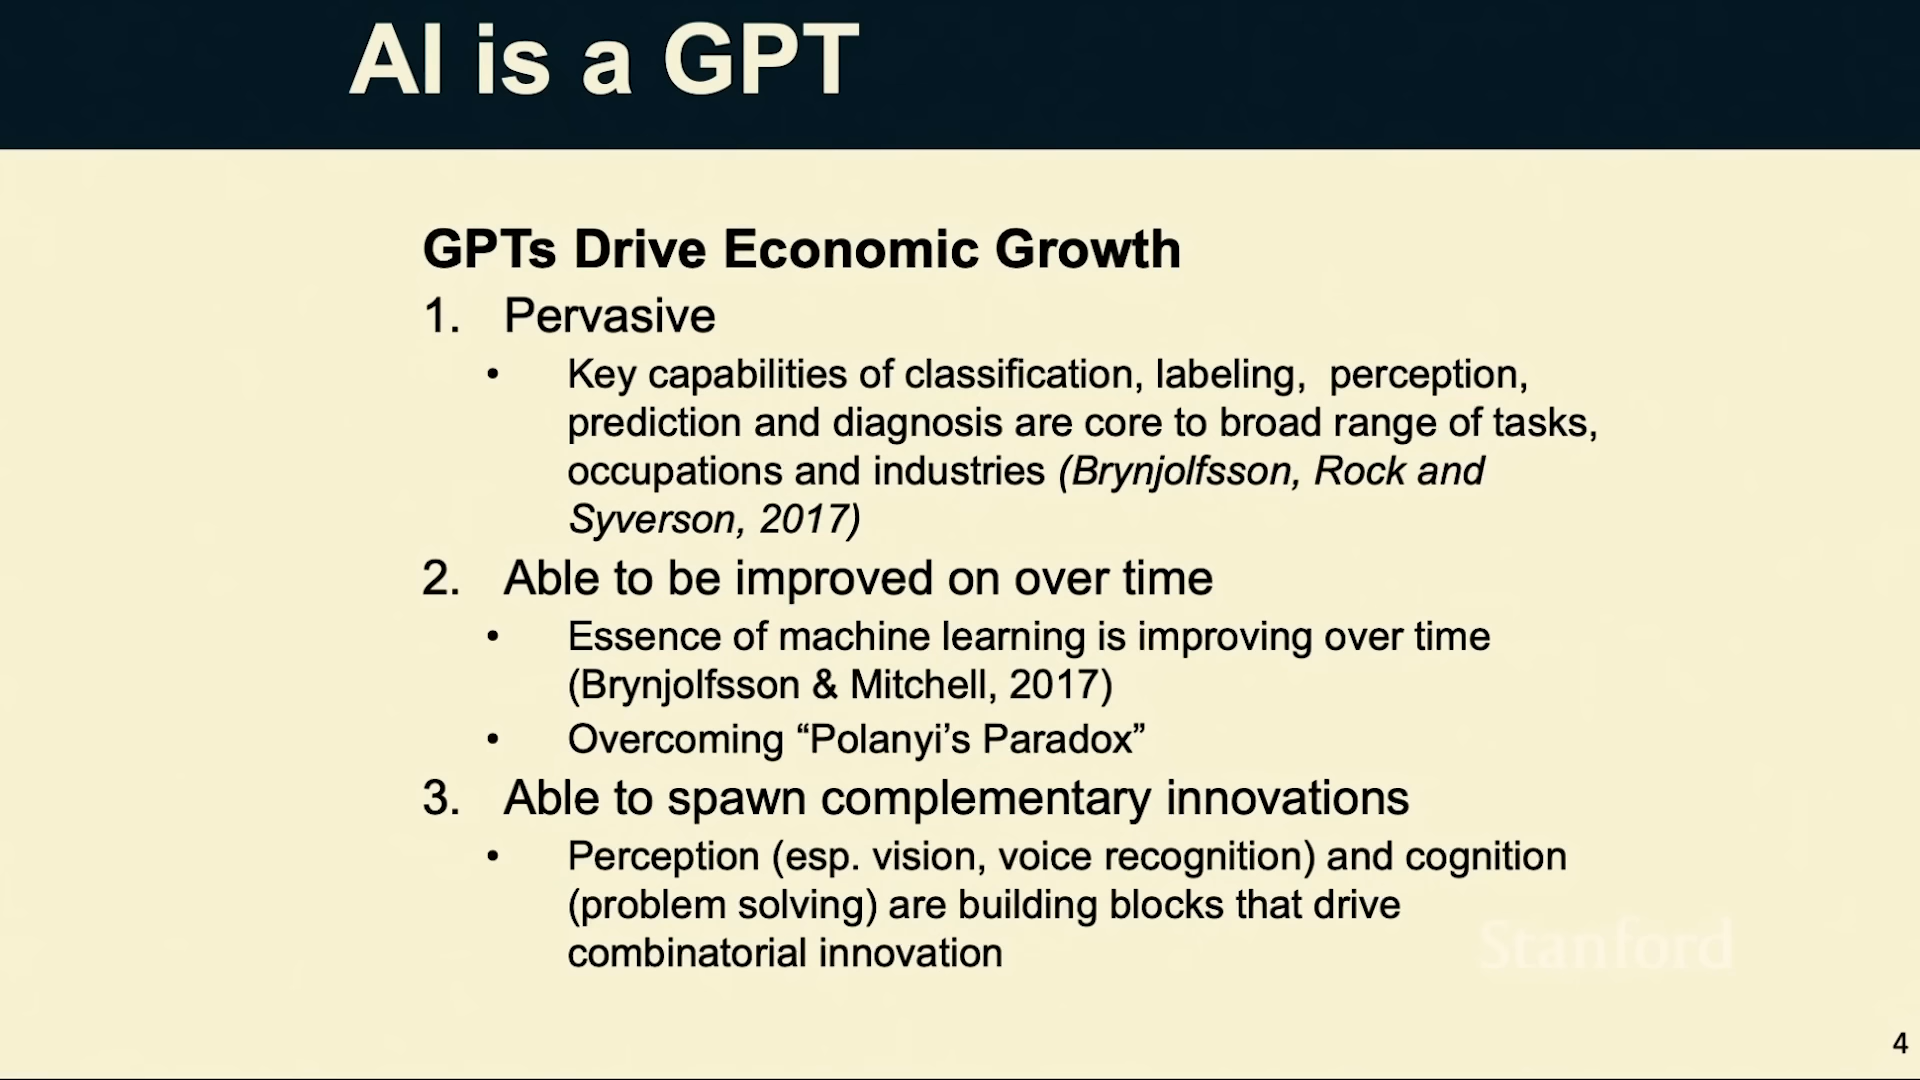 AI is a GPT
GPTs Drive Economic Growth
1. Pervasive
• Key capabilities of classification, labeling,  perception,
prediction and diagnosis are core to broad range of tasks,
occupations and industries (Brynjolfsson, Rock and
Syverson, 2017)
2. Able to be improved on over time
• Essence of machine learning is improving over time
(Brynjolfsson & Mitchell, 2017)
• Overcoming “Polanyi’s Paradox”
3. Able to spawn complementary innovations
• Perception (esp. vision, voice recognition) and cognition
(problem solving) are building blocks that drive
combinatorial innovation
Stanford
4